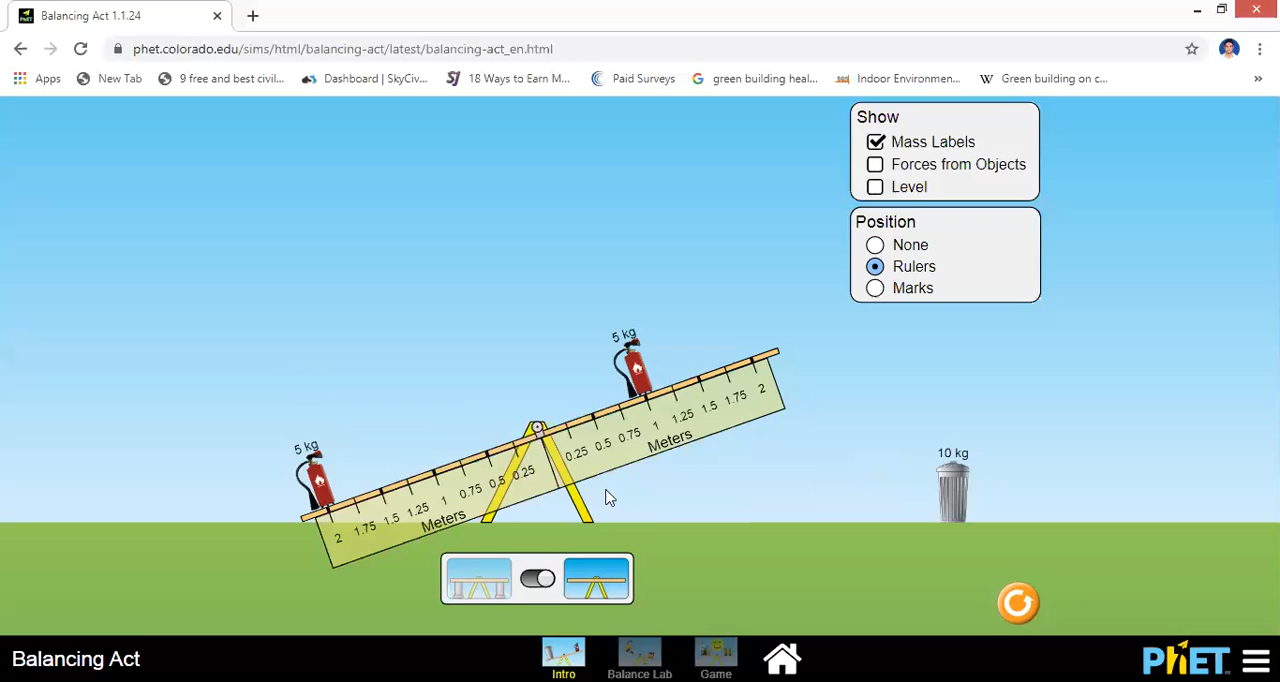 Balancing Act 1.1.24
phet.colorado.edu/sims/html/balancing-act/latest/balancing-act_en.html
Apps New Tab 9 free and best civil... Dashboard | SkyCiv... 18 Ways to Earn M... Paid Surveys green building heal... Indoor Environmen... Green building on c... »
Show
Mass Labels
Forces from Objects
Level
Position
None
Rulers
Marks
5 kg
5 kg
10 kg
2 1.75 1.5 1.25 1 0.75 0.5 0.25 0.25 0.5 0.75 1 1.25 1.5 1.75 2
Meters Meters
Balancing Act
Intro Balance Lab Game
PhET